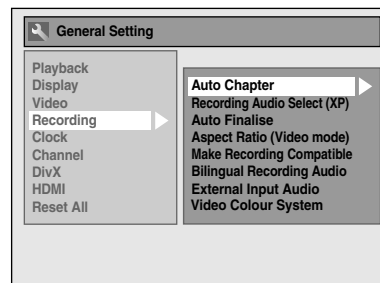 General Setting
Playback
Display
Video
Recording
Clock
Channel
DivX
HDMI
Reset All
Auto Chapter
Recording Audio Select (XP)
Auto Finalise
Aspect Ratio (Video mode)
Make Recording Compatible
Bilingual Recording Audio
External Input Audio
Video Colour System